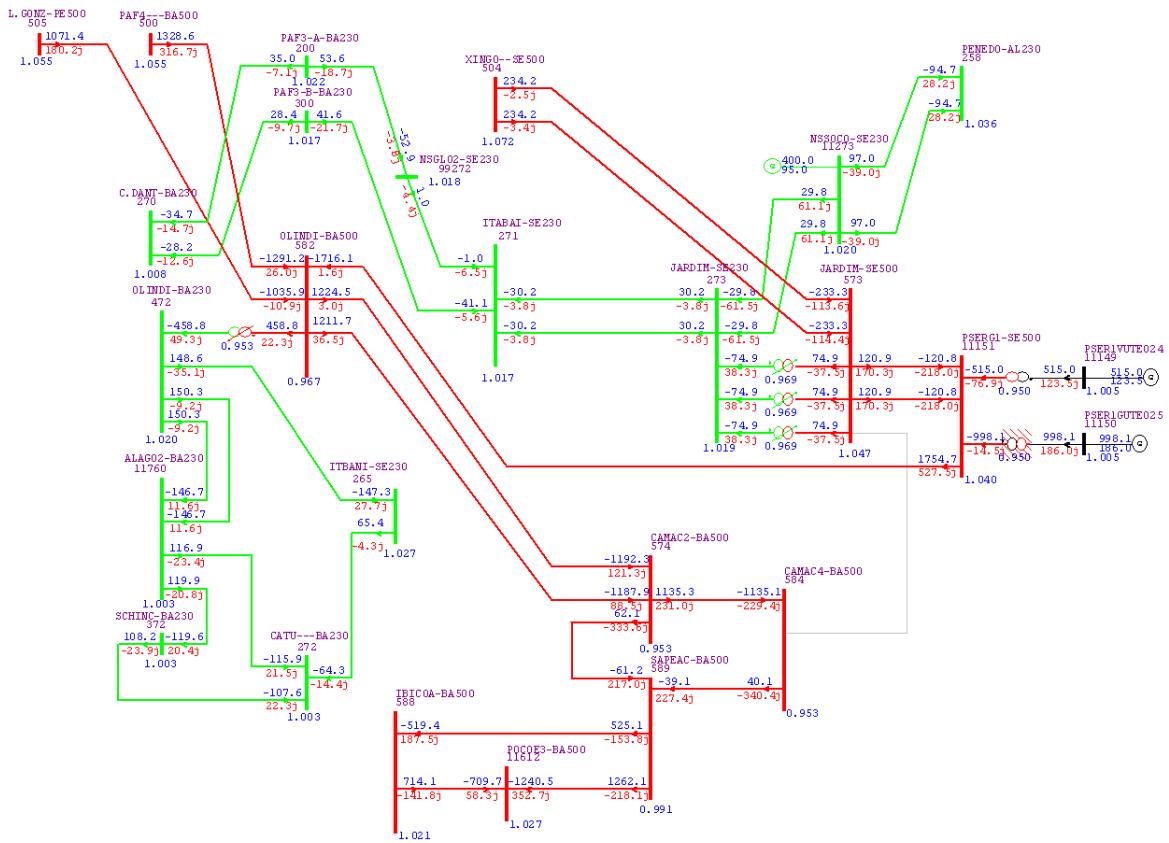 L.GONZ-PE500
505
1071.4
180.2j
1.055
PAF4---BA500
500
1328.6
316.7j
1.055
PAF3-A-BA230
200
35.0
-7.1j
53.6
-18.7j
1.022
PAF3-B-BA230
300
28.4
-9.7j
41.6
-21.7j
1.017
XINGO--SE500
504
234.2
-2.5j
234.2
-3.4j
1.072
PENEDO-AL230
258
-94.7
28.2j
-94.7
28.2j
1.036
NSSOCO-SE230
11273
400.0
95.0
97.0
-39.0j
29.8
61.1j
29.8
61.1j
97.0
-39.0j
1.020
-52.9
-3.8j
NSGL02-SE230
99272
1.018
1.0
-4.4j
C.DANT-BA230
270
-34.7
-14.7j
-28.2
-12.6j
1.008
OLINDI-BA500
582
-1291.2
26.0j
-1716.1
1.6j
-1035.9
-10.9j
1224.5
3.0j
458.8
22.3j
1211.7
36.5j
0.967
ITABAI-SE230
271
-1.0
-6.5j
-41.1
-5.6j
-30.2
-3.8j
-30.2
-3.8j
1.017
JARDIM-SE230
273
30.2
-3.8j
-29.8
-61.5j
30.2
-3.8j
-29.8
-61.5j
-74.9
38.3j
0.969
-74.9
38.3j
0.969
-74.9
38.3j
0.969
1.019
JARDIM-SE500
573
-233.3
-113.6j
-233.3
-114.4j
74.9
-37.5j
120.9
170.3j
74.9
-37.5j
120.9
170.3j
74.9
-37.5j
1.047
PSERG1-SE500
11151
-120.8
-218.0j
-120.8
-218.0j
-515.0
-76.9j
0.950
-998.1
-14.5j
0.950
1754.7
527.5j
1.040
PSER1VUTE024
11149
515.0
123.5j
515.0
123.5
1.005
PSER1GUTE025
11150
998.1
186.0j
998.1
186.0
1.005
OLINDI-BA230
472
-458.8
49.3j
0.953
148.6
-35.1j
150.3
-9.2j
150.3
-9.2j
1.020
ALAGO2-BA230
11760
-146.7
11.6j
-146.7
11.6j
116.9
-23.4j
119.9
-20.8j
1.003
ITBANI-SE230
265
-147.3
27.7j
65.4
-4.3j
1.027
SCHINC-BA230
372
108.2
-23.9j
-119.6
20.4j
1.003
CATU---BA230
272
-115.9
21.5j
-64.3
-14.4j
-107.6
22.3j
1.003
CAMAC2-BA500
574
-1192.3
121.3j
-1187.9
88.5j
1135.3
231.0j
62.1
-333.6j
0.953
CAMAC4-BA500
584
-1135.1
-229.4j
40.1
-340.4j
0.953
SAPEAC-BA500
589
-61.2
217.0j
-39.1
227.4j
525.1
-153.8j
1262.1
-218.1j
0.991
IBICOA-BA500
588
-519.4
187.5j
714.1
-141.8j
1.021
POCOE3-BA500
11612
-709.7
58.3j
-1240.5
352.7j
1.027